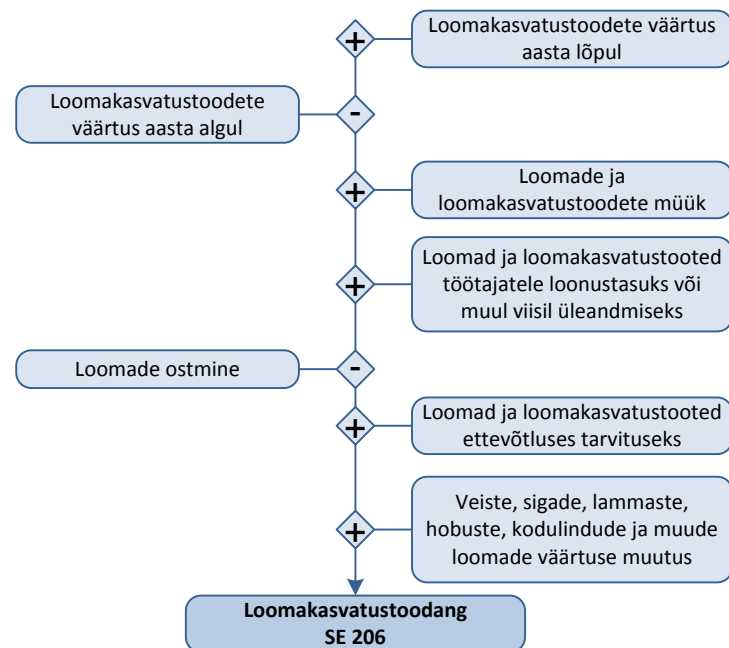 +
Loomakasvatustoodete väärtus
aasta lõpul
Loomakasvatustoodete
väärtus aasta algul
-
+
Loomade ja
loomakasvatustoodete müük
+
Loomad ja loomakasvatustooted
töötajatele loonustasuks või
muul viisil üleandmiseks
Loomade ostmine
-
+
Loomad ja loomakasvatustooted
ettevõtluses tarvituseks
+
Veiste, sigade, lammaste,
hobuste, kodulindude ja muude
loomade väärtuse muutus
Loomakasvatustoodang
SE 206